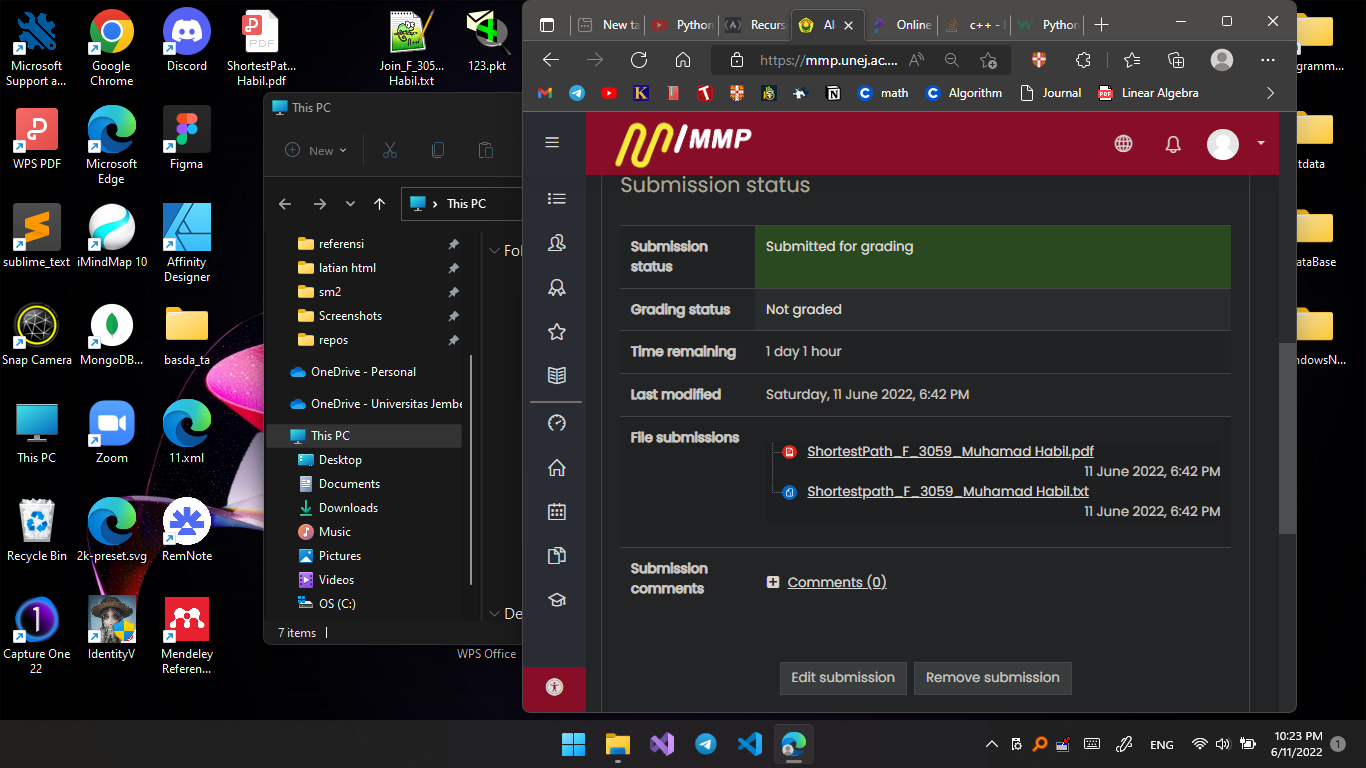 Microsoft
Support a...
Google
Chrome
Discord
ShortestPat...
Habil.pdf
Join_F_305...
Habil.txt
123.pkt
WPS PDF
Microsoft
Edge
Figma
sublime_text
iMindMap 10
Affinity
Designer
Snap Camera
MongoDB...
basda_ta
This PC
Zoom
11.xml
Recycle Bin
2k-preset.svg
RemNote
Capture One
22
IdentityV
Mendeley
Referen...
WPS Office
This PC
New
This PC
referensi
latian html
sm2
Screenshots
repos
OneDrive - Personal
OneDrive - Universitas Jembe
This PC
Desktop
Documents
Downloads
Music
Pictures
Videos
OS (C:)
Fol
De
7 items
New ta
Python
Recurs
Al
Online
c++ -
Python
https://mmp.unej.ac....
math
Algorithm
Journal
Linear Algebra
MMP
Submission status
Submission
status
Submitted for grading
Grading status
Not graded
Time remaining
1 day 1 hour
Last modified
Saturday, 11 June 2022, 6:42 PM
File submissions
ShortestPath_F_3059_Muhamad Habil.pdf
11 June 2022, 6:42 PM
Shortestpath_F_3059_Muhamad Habil.txt
11 June 2022, 6:42 PM
Submission
comments
Comments (0)
Edit submission
Remove submission
gramm...
tdata
ataBase
ndowsN...
ENG
10:23 PM
6/11/2022
1